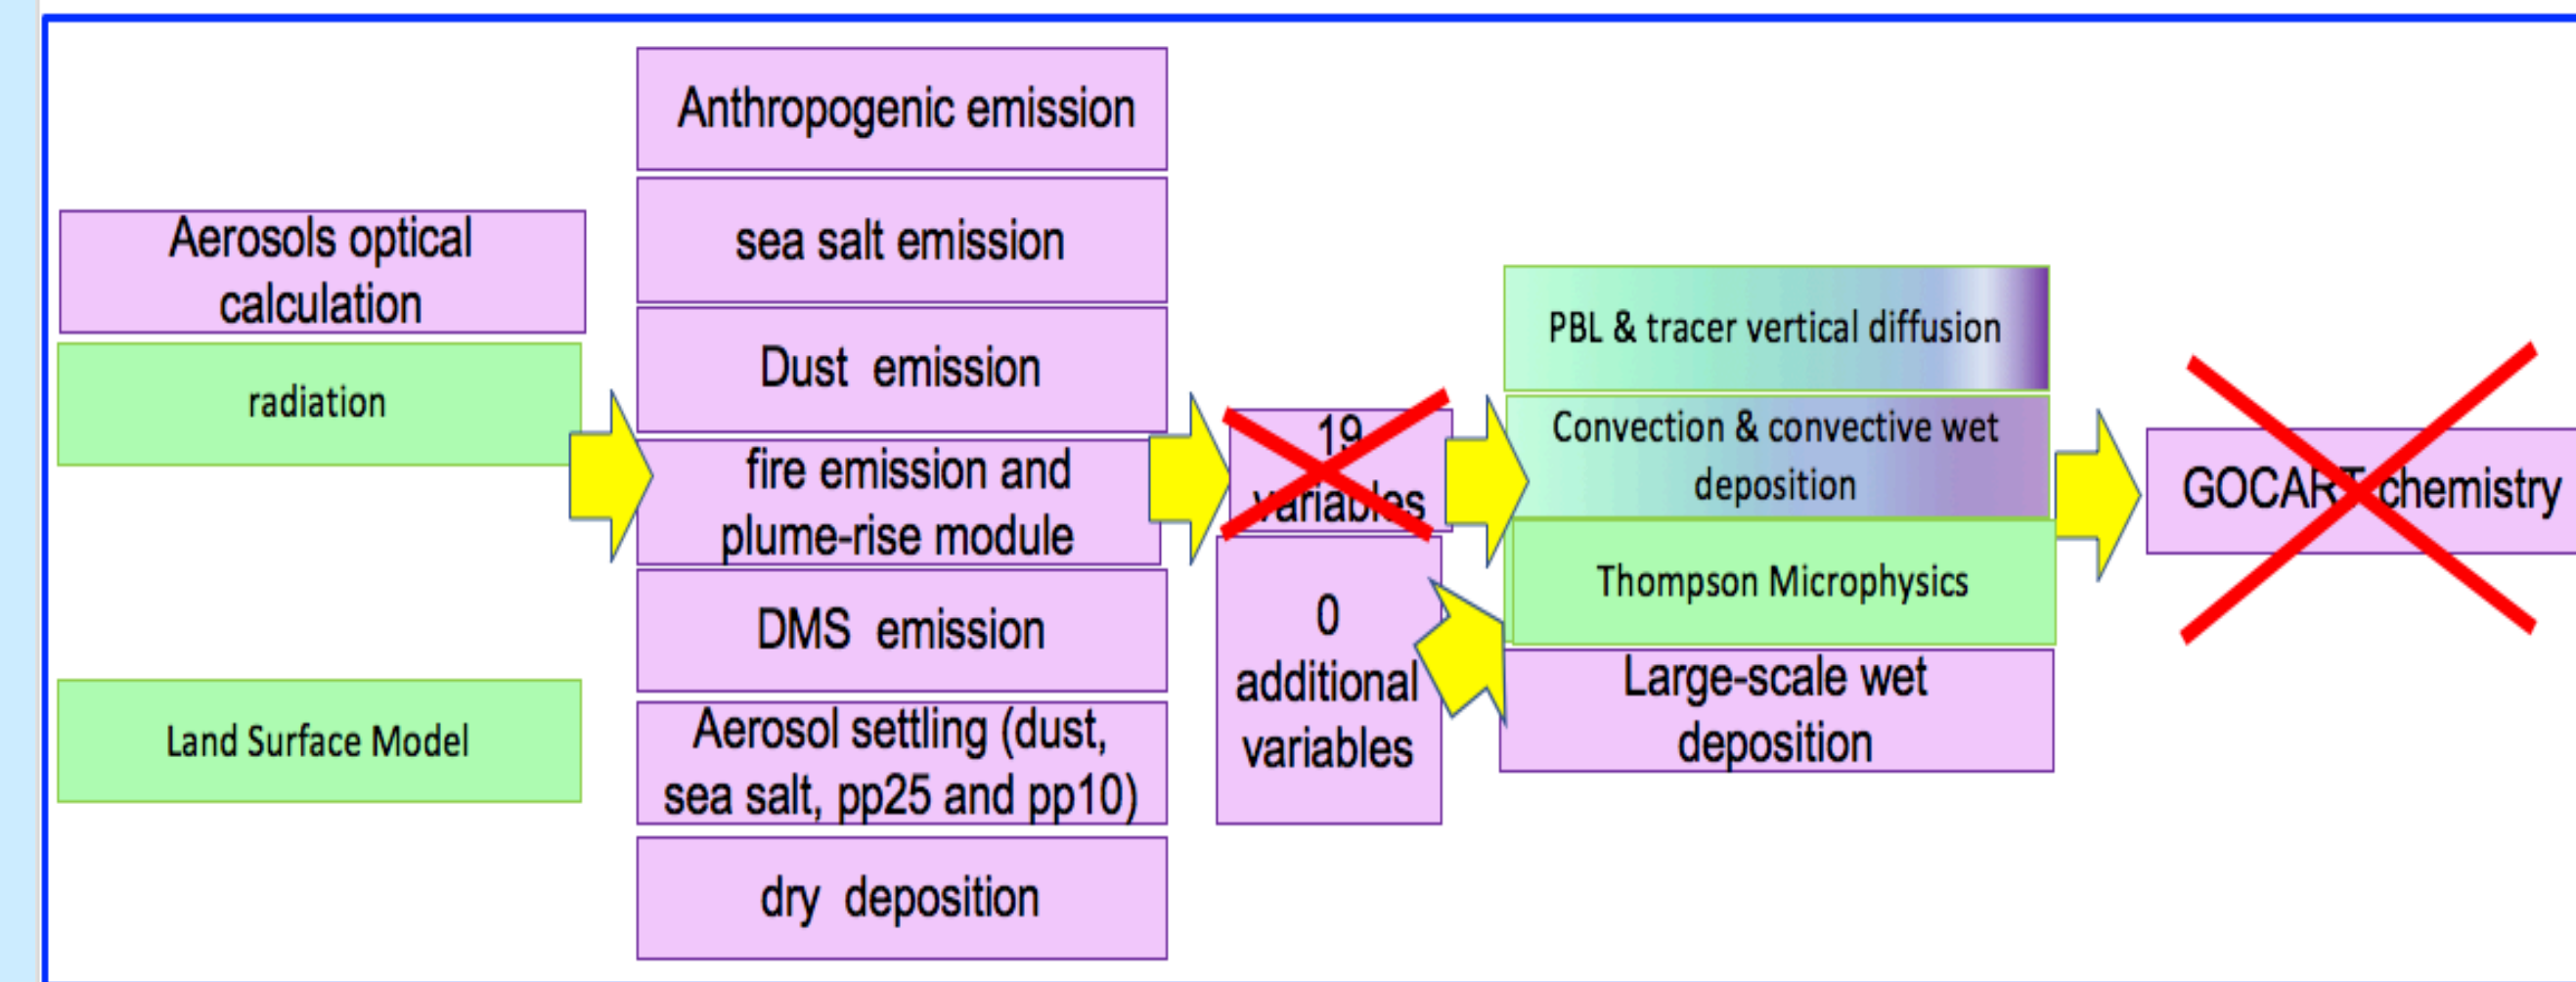 Aerosols optical
calculation
radiation
Land Surface Model
Anthropogenic emission
sea salt emission
Dust emission
fire emission and
plume-rise module
DMS emission
Aerosol settling (dust,
sea salt, pp25 and pp10)
dry deposition
19
variables
0
additional
variables
PBL & tracer vertical diffusion
Convection & convective wet
deposition
Thompson Microphysics
Large-scale wet
deposition
GOCART chemistry